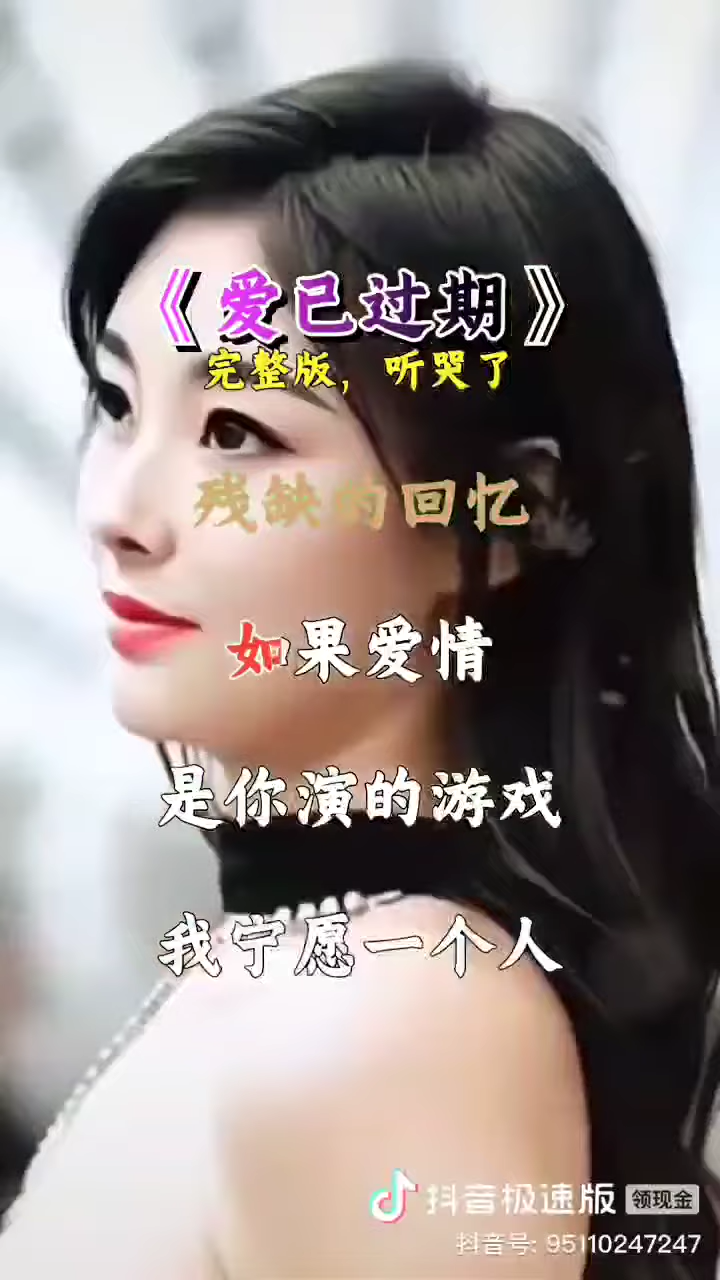 《爱已过期》
完整版，听哭了
残缺的回忆
如果爱情
是你演的游戏
我宁愿一个人
抖音极速版 领现金
抖音号: 95110247247